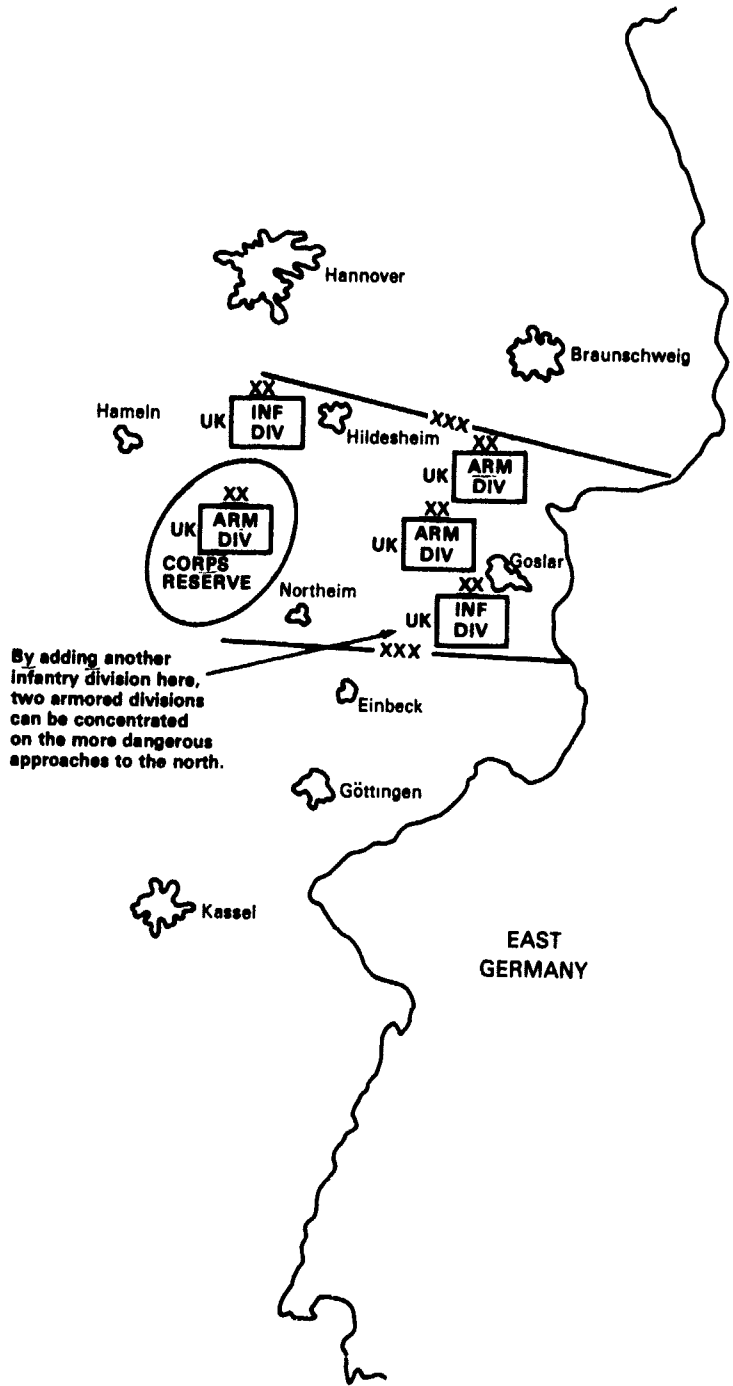 Hannover
Braunschweig
Hameln
XX
UK INF
DIV
Hildesheim
XXX
XX
UK ARM
DIV
XX
UK ARM
DIV
CORPS
RESERVE
XX
UK ARM
DIV
Goslar
Northeim
XX
UK INF
DIV
XXX
By adding another
infantry division here,
two armored divisions
can be concentrated
on the more dangerous
approaches to the north.
Einbeck
Göttingen
Kassel
EAST
GERMANY